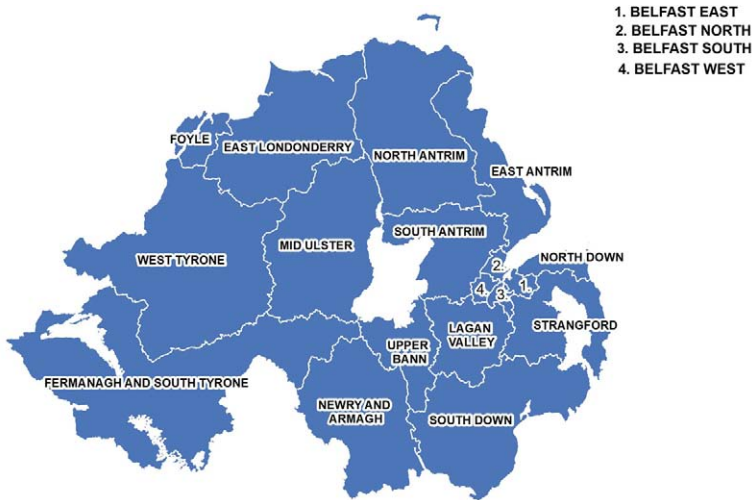 1. BELFAST EAST
2. BELFAST NORTH
3. BELFAST SOUTH
4. BELFAST WEST
FOYLE
EAST LONDONDERRY
NORTH ANTRIM
EAST ANTRIM
SOUTH ANTRIM
WEST TYRONE
MID ULSTER
2.
NORTH DOWN
4.
3.
1.
STRANGFORD
LAGAN
VALLEY
UPPER
BANN
FERMANAGH AND SOUTH TYRONE
NEWRY AND
ARMAGH
SOUTH DOWN